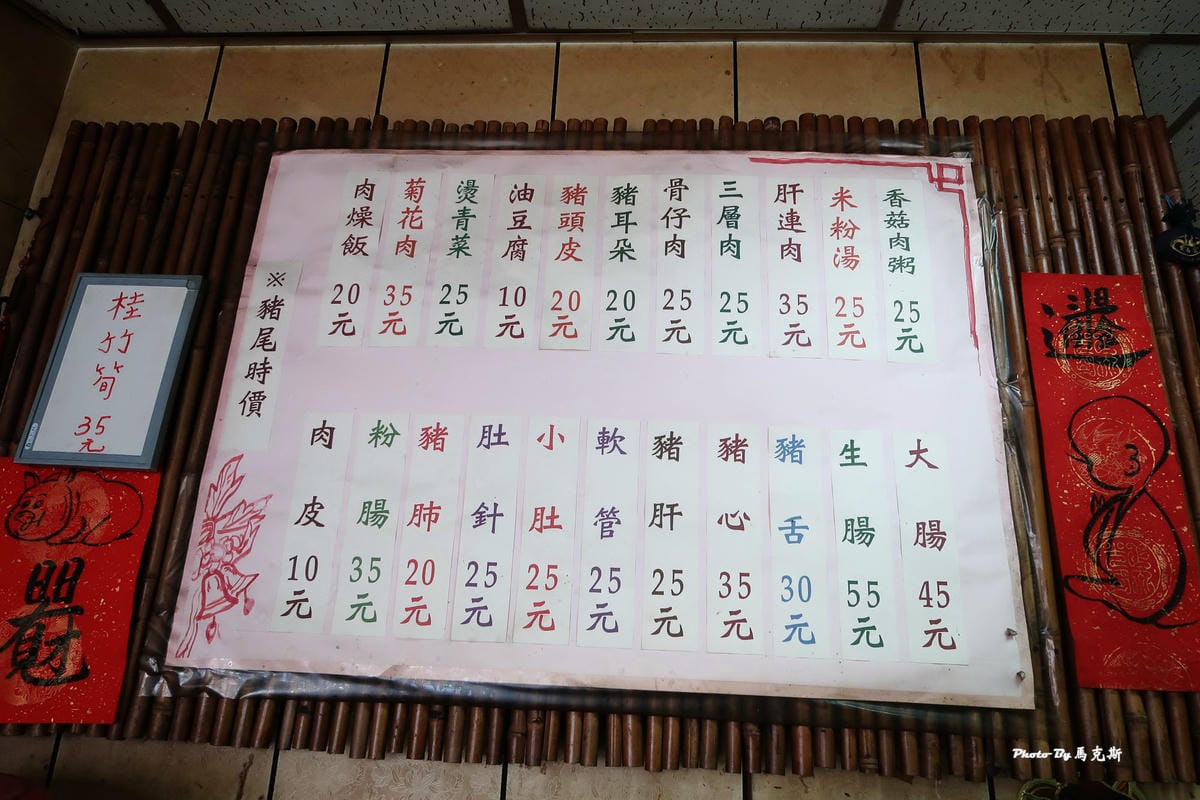 香菇肉粥 25元
米粉湯 25元
肝連肉 35元
三層肉 25元
骨仔肉 25元
豬耳朵 20元
豬頭皮 20元
油豆腐 10元
燙青菜 25元
菊花肉 35元
肉燥飯 20元
※豬尾時價
大腸 45元
生腸 55元
豬舌 30元
豬心 35元
豬肝 25元
軟管 25元
小肚 25元
肚針 25元
豬肺 20元
粉腸 35元
肉皮 10元
桂竹筍 35元
Photo By 馬克斯